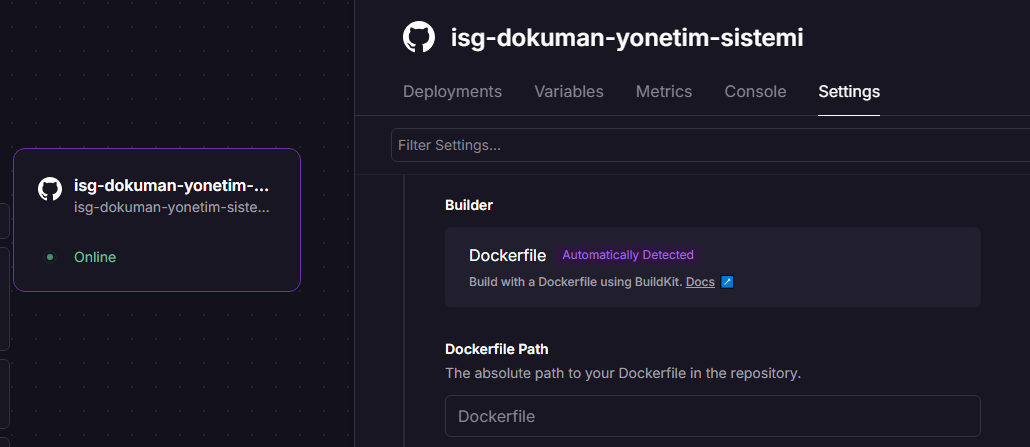 isg-dokuman-yonetim-sistemi
Deployments Variables Metrics Console Settings
Filter Settings...
isg-dokuman-yonetim-...
isg-dokuman-yonetim-siste...
Online
Builder
Dockerfile Automatically Detected
Build with a Dockerfile using BuildKit. Docs
Dockerfile Path
The absolute path to your Dockerfile in the repository.
Dockerfile